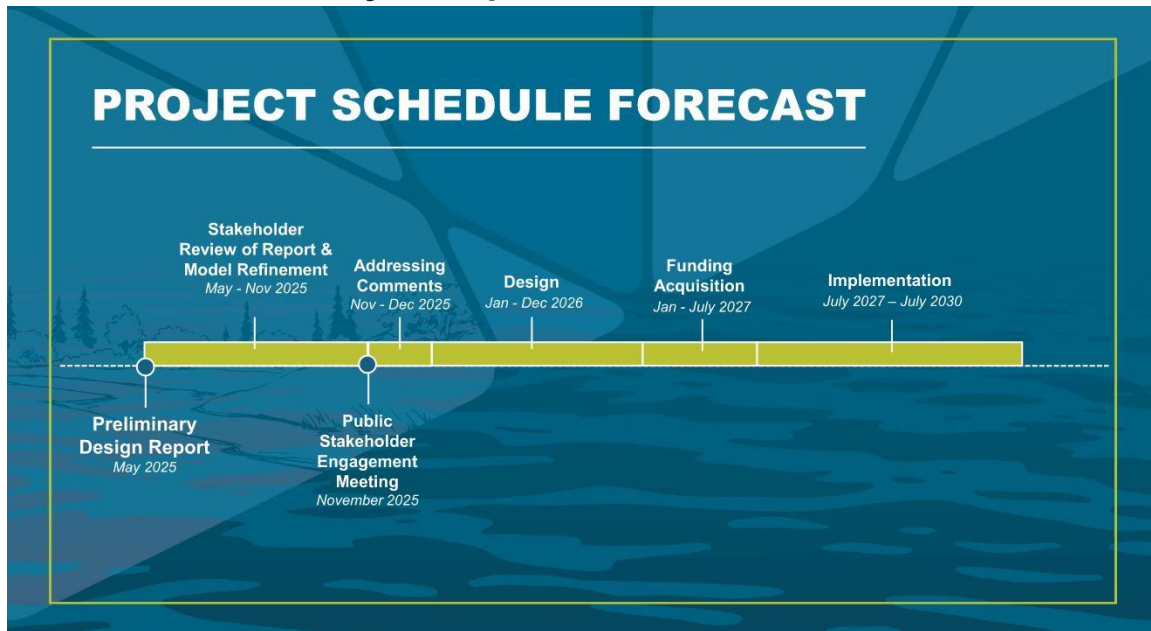 PROJECT SCHEDULE FORECAST
Stakeholder
Review of Report &
Model Refinement
May - Nov 2025
Addressing
Comments
Nov - Dec 2025
Design
Jan - Dec 2026
Funding
Acquisition
Jan - July 2027
Implementation
July 2027 – July 2030
Preliminary
Design Report
May 2025
Public
Stakeholder
Engagement
Meeting
November 2025